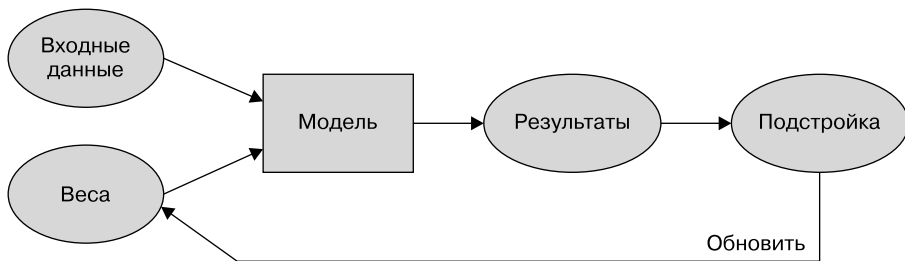 Входные
данные
Модель
Результаты
Подстройка
Веса
Обновить